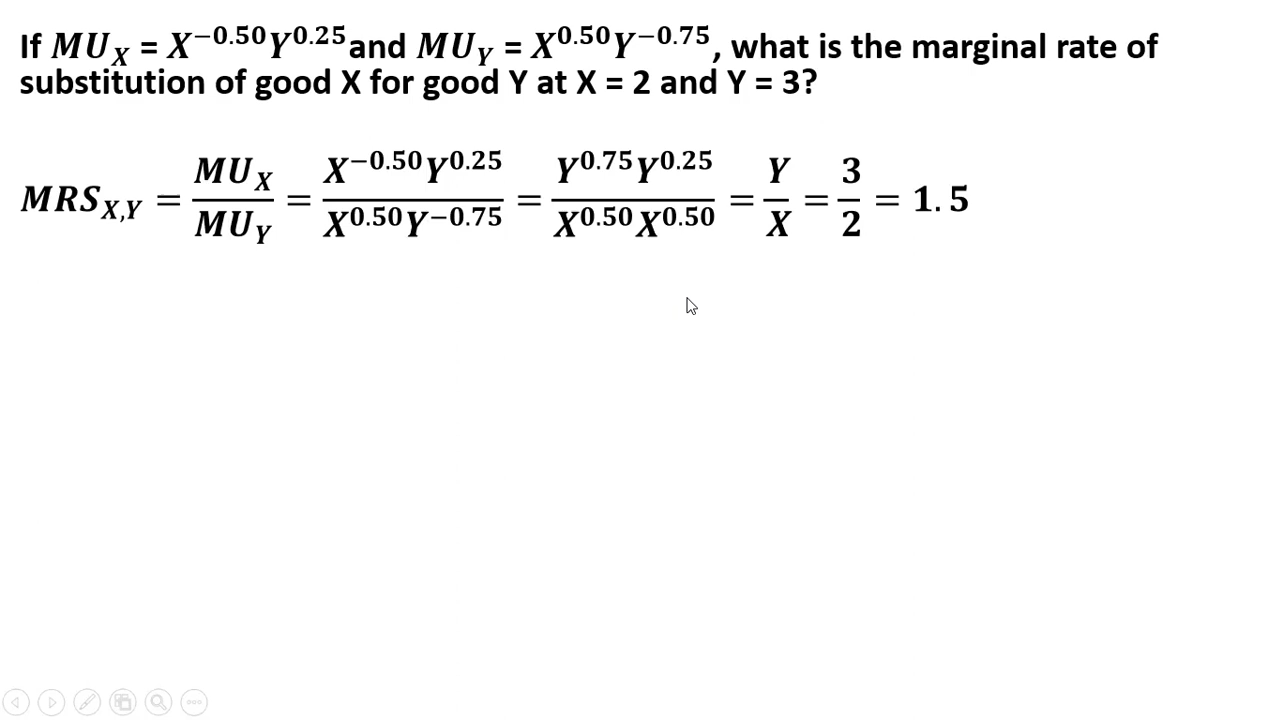 If 𝑀𝑈_𝑋 = 𝑋^−0.50 𝑌^0.25 and 𝑀𝑈_𝑌 = 𝑋^0.50 𝑌^−0.75, what is the marginal rate of
substitution of good X for good Y at X = 2 and Y = 3?
𝑀𝑅𝑆_𝑋,𝑌 = 𝑀𝑈_𝑋 / 𝑀𝑈_𝑌 = 𝑋^−0.50 𝑌^0.25 / 𝑋^0.50 𝑌^−0.75 = 𝑌^0.75 𝑌^0.25 / 𝑋^0.50 𝑋^0.50 = 𝑌 / 𝑋 = 3 / 2 = 1.5